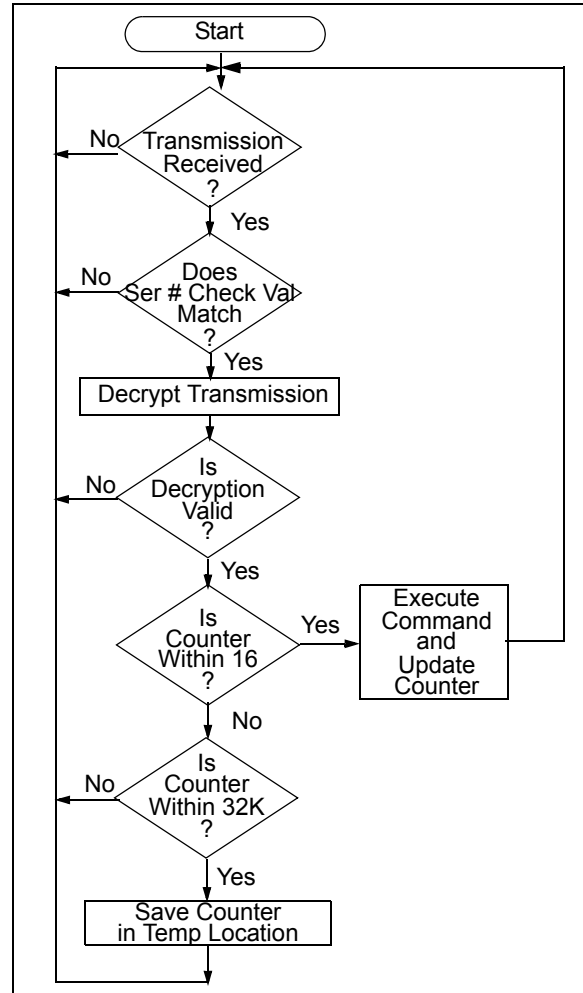 Start
No
Transmission
Received
?
Yes
No
Does
Ser # Check Val
Match
?
Yes
Decrypt Transmission
No
Is
Decryption
Valid
?
Yes
Is
Counter
Within 16
?
Yes
Execute
Command
and
Update
Counter
No
No
Is
Counter
Within 32K
?
Yes
Save Counter
in Temp Location